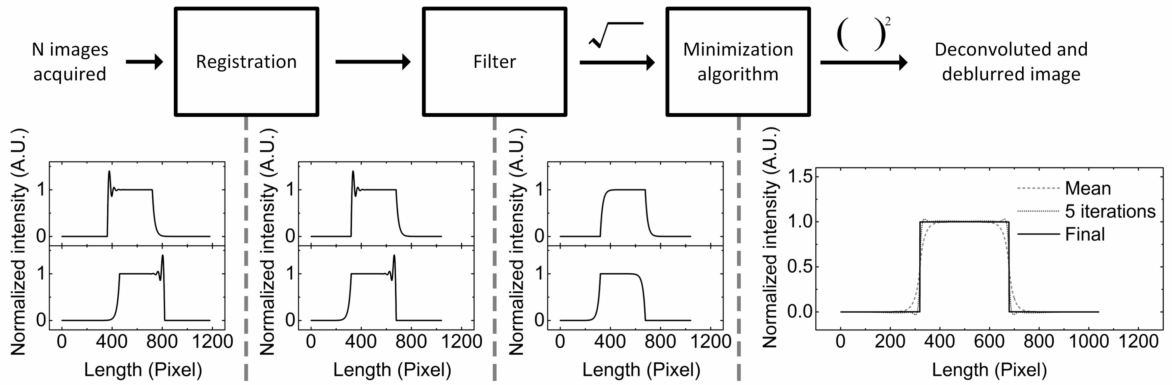 N images
acquired
Registration
Filter
√
Minimization
algorithm
( )²
Deconvoluted and
deblurred image
Normalized intensity (A.U.)
1
0
1
0
0 400 800 1200
Length (Pixel)
Normalized intensity (A.U.)
1
0
1
0
0 400 800 1200
Length (Pixel)
Normalized intensity (A.U.)
1
0
1
0
0 400 800 1200
Length (Pixel)
Normalized intensity (A.U.)
1.5
1.0
0.5
0.0
Mean
5 iterations
Final
0 200 400 600 800 1000 1200
Length (Pixel)